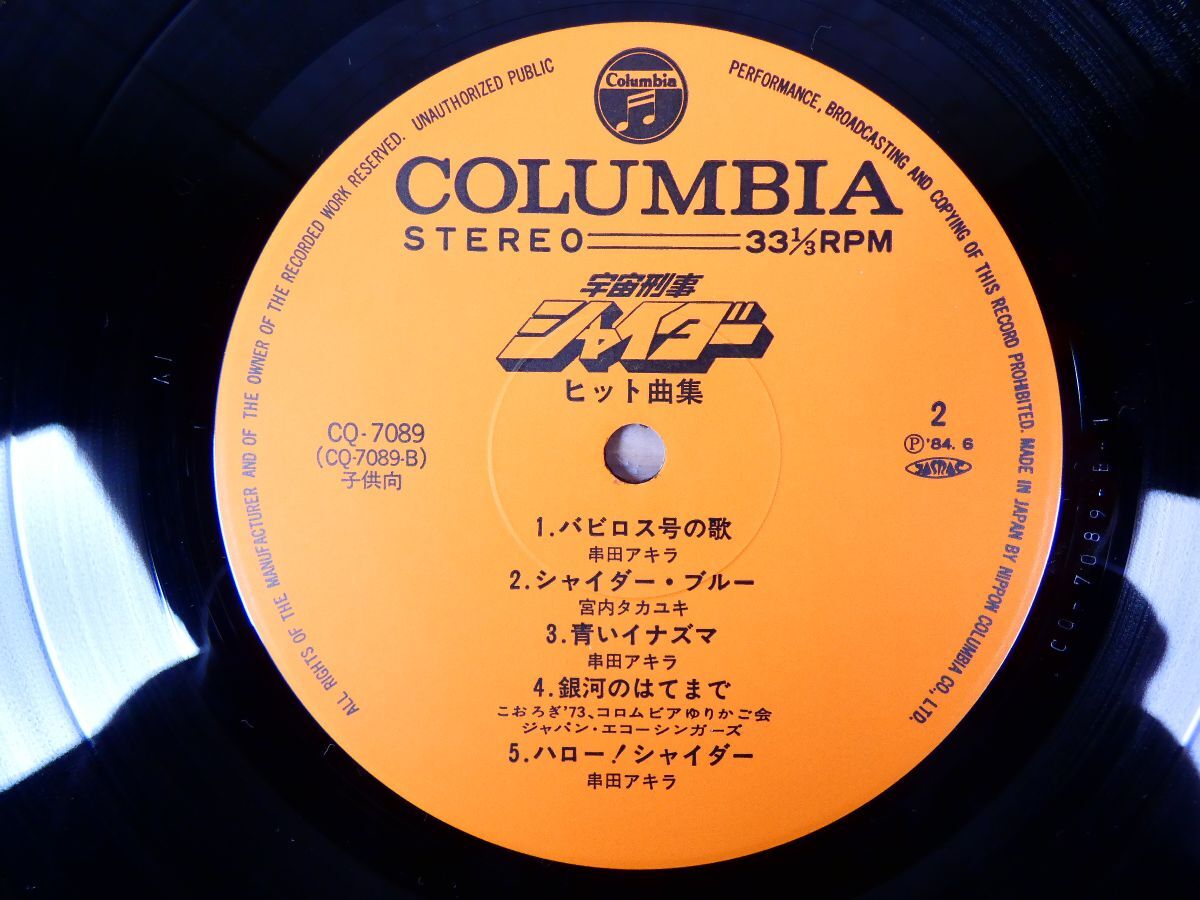 ALL RIGHTS OF THE MANUFACTURER AND OF THE OWNER OF THE RECORDED WORK RESERVED. UNAUTHORIZED PUBLIC PERFORMANCE, BROADCASTING AND COPYING OF THIS RECORD PROHIBITED. MADE IN JAPAN BY NIPPON COLUMBIA CO., LTD.
Columbia
COLUMBIA
STEREO 33⅓RPM
宇宙刑事
シャイダー
ヒット曲集
CQ-7089
(CQ-7089-B)
子供向
2
Ⓟ'84. 6
JASRAC
1.バビロス号の歌
串田アキラ
2.シャイダー・ブルー
宮内タカユキ
3.青いイナズマ
串田アキラ
4.銀河のはてまで
こおろぎ'73、コロムビアゆりかご会
ジャパン・エコーシンガーズ
5.ハロー!シャイダー
串田アキラ
CQ-7089-B